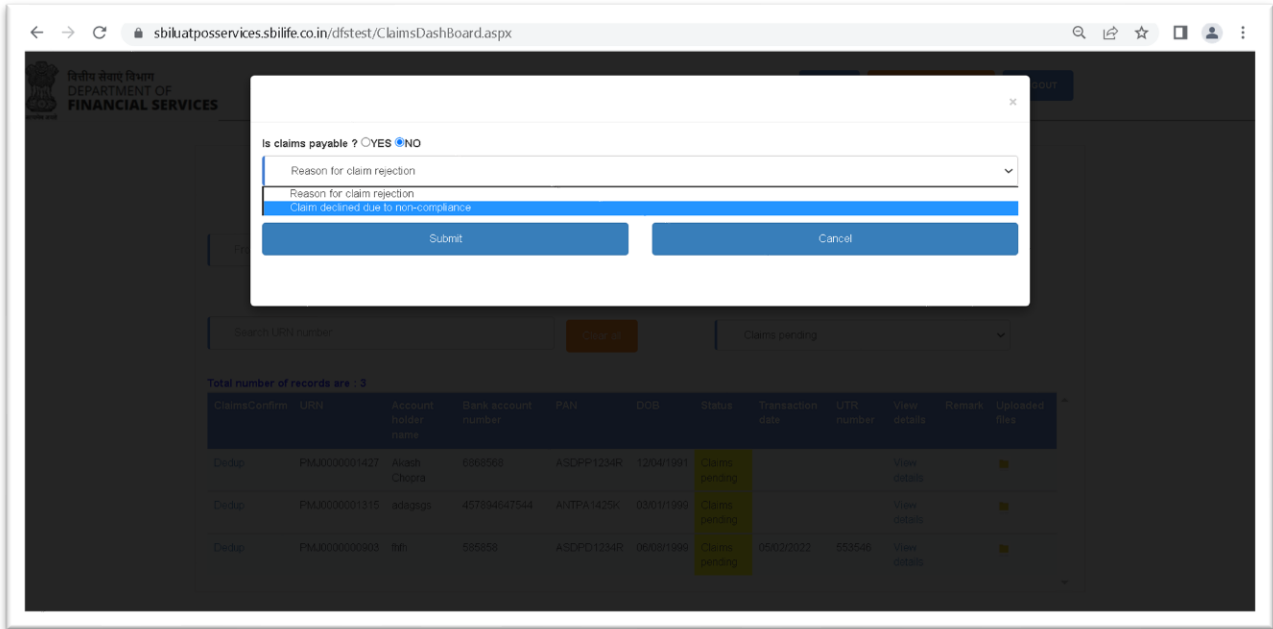 sbiluatposservices.sbilife.co.in/dfstest/ClaimsDashBoard.aspx
वित्तीय सेवाएं विभाग
DEPARTMENT OF
FINANCIAL SERVICES
×
Is claims payable ? YES NO
Reason for claim rejection
Reason for claim rejection
Claim declined due to non-compliance
Submit Cancel
Search URN number Clear all Claims pending
Total number of records are : 3
ClaimsConfirm URN Account holder name Bank account number PAN DOB Status Transaction date UTR number View details Remark Uploaded files
Dedup PMJ0000001427 Akash Chopra 6868568 ASDPP1234R 12/04/1991 Claims pending View details
Dedup PMJ0000001315 adagsgs 457894647544 ANTPA1425K 03/01/1999 Claims pending View details
Dedup PMJ0000000903 585858 ASDPD1234R 06/08/1999 Claims pending 05/02/2022 553546 View details